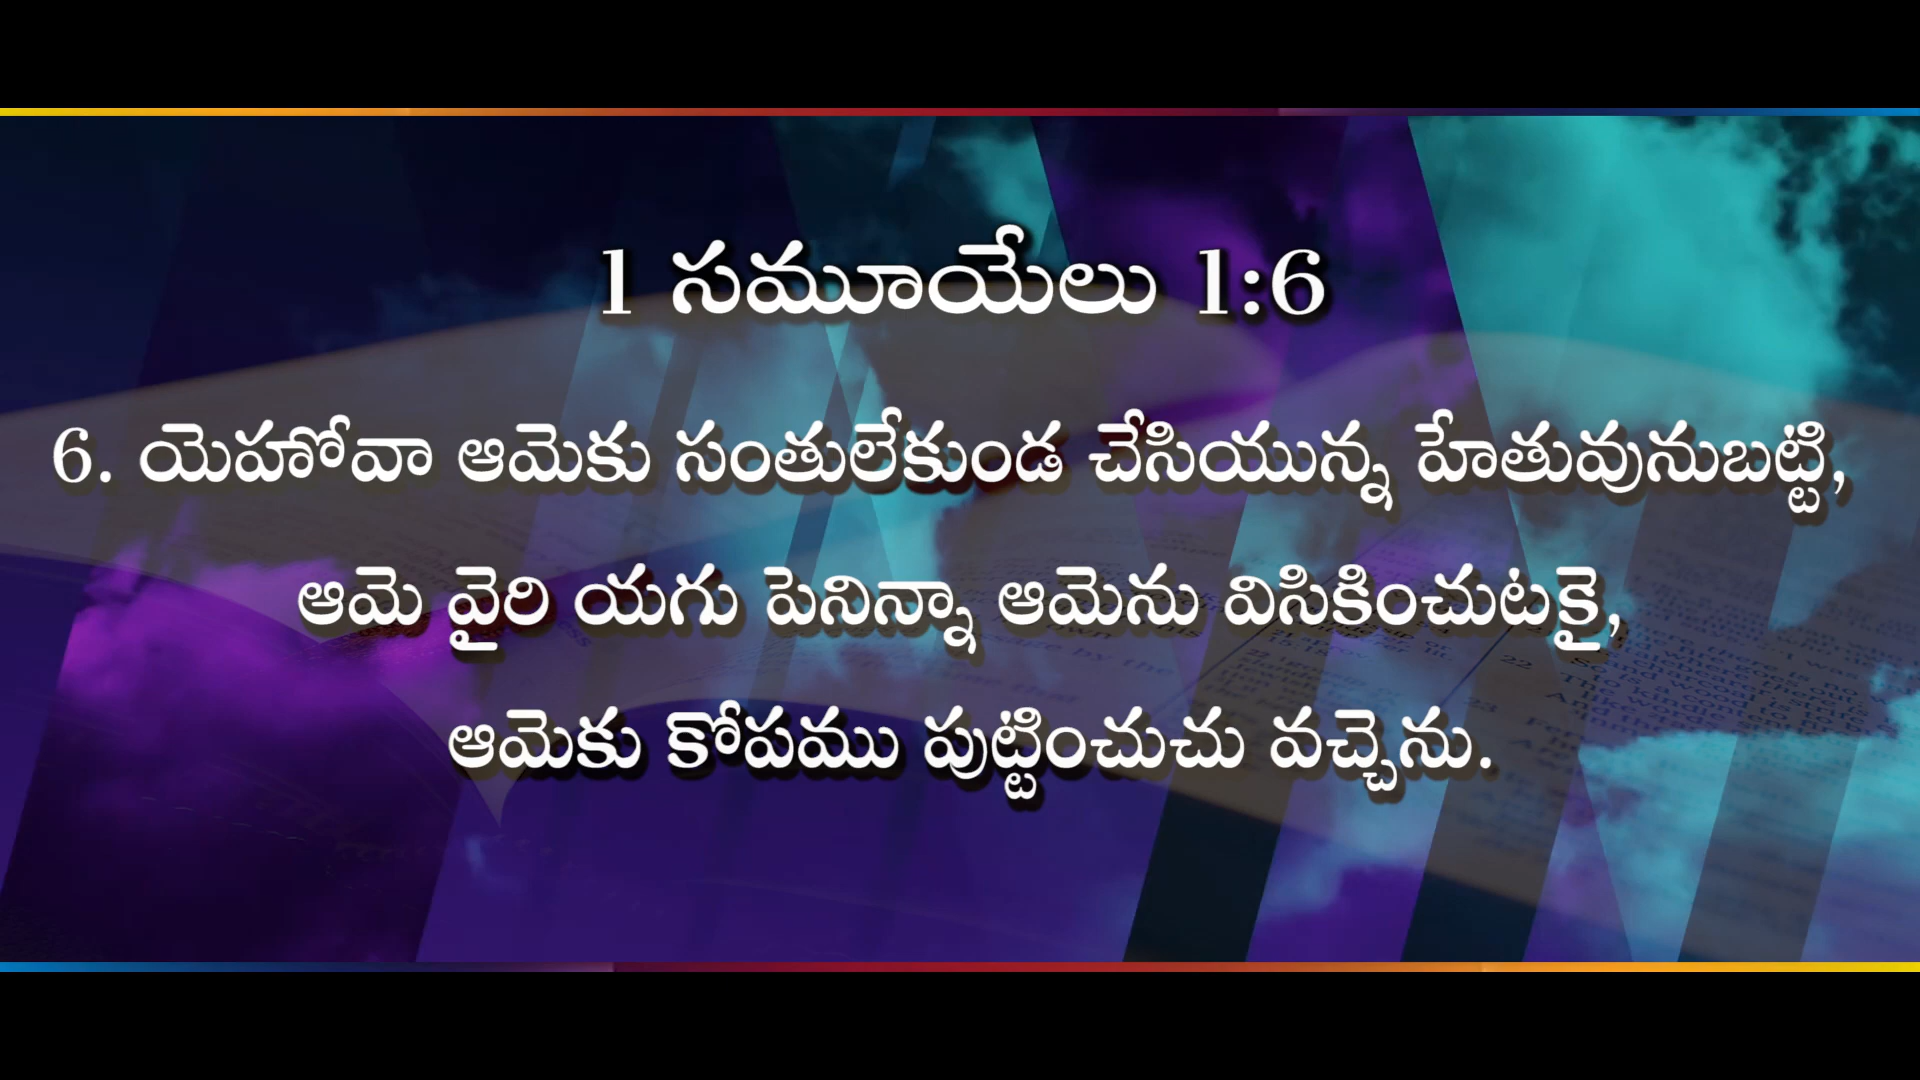 1 సమూయేలు 1:6
6. యెహోవా ఆమెకు సంతులేకుండ చేసియున్న హేతువునుబట్టి,
ఆమె వైరి యగు పెనిన్నా ఆమెను విసికించుటకై,
ఆమెకు కోపము పుట్టించుచు వచ్చెను.